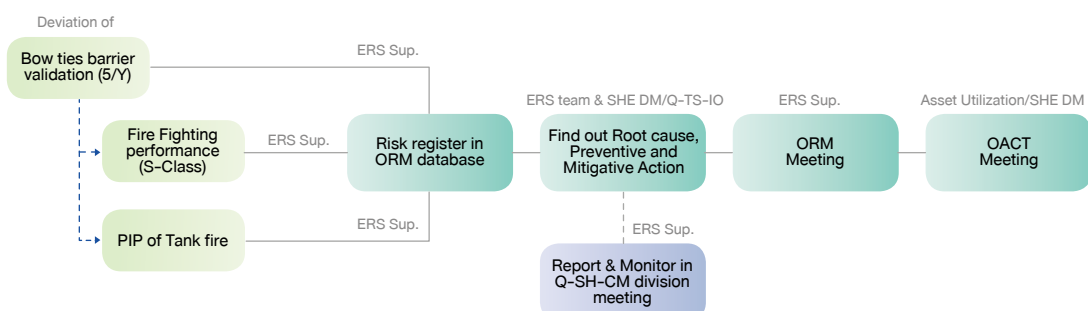 Deviation of
Bow ties barrier
validation (5/Y)
ERS Sup.
Fire Fighting
performance
(S-Class)
ERS Sup.
PIP of Tank fire
ERS Sup.
Risk register in
ORM database
ERS team & SHE DM/Q-TS-IO
Find out Root cause,
Preventive and
Mitigative Action
ERS Sup.
Report & Monitor in
Q-SH-CM division
meeting
ERS Sup.
ORM
Meeting
Asset Utilization/SHE DM
OACT
Meeting